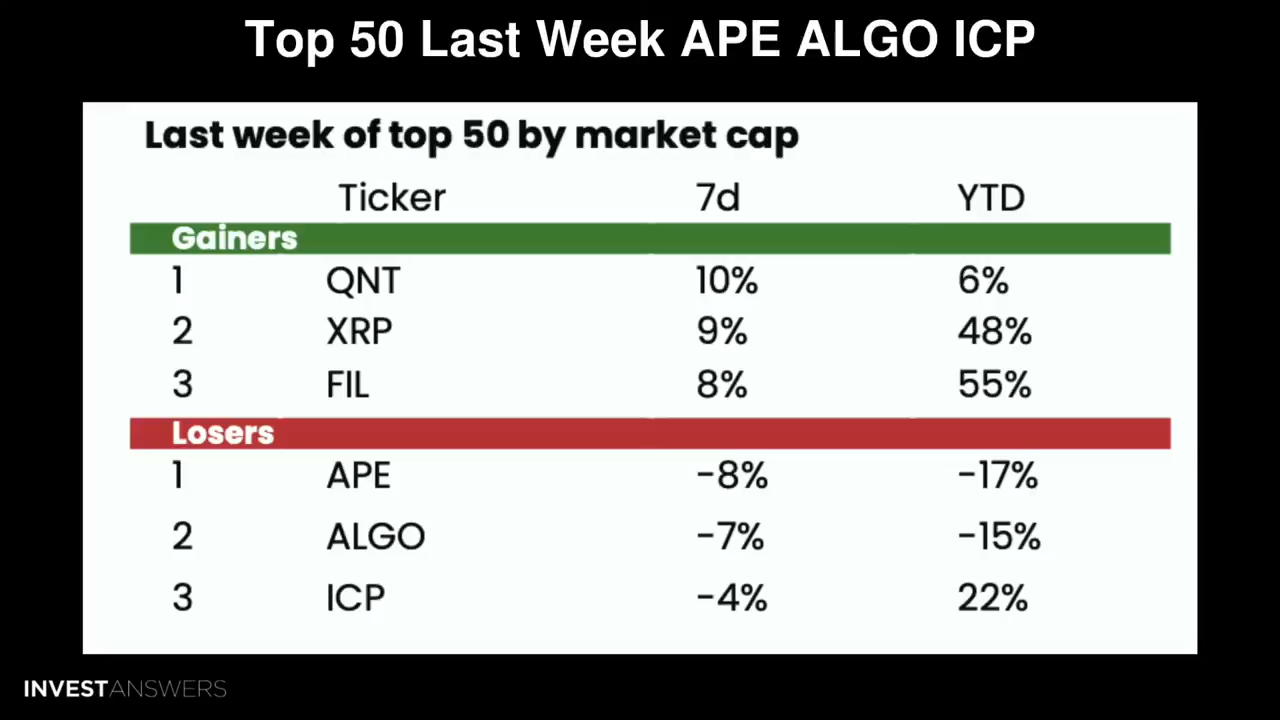 Top 50 Last Week APE ALGO ICP
Last week of top 50 by market cap
Ticker 7d YTD
Gainers
1 QNT 10% 6%
2 XRP 9% 48%
3 FIL 8% 55%
Losers
1 APE -8% -17%
2 ALGO -7% -15%
3 ICP -4% 22%
INVESTANSWERS